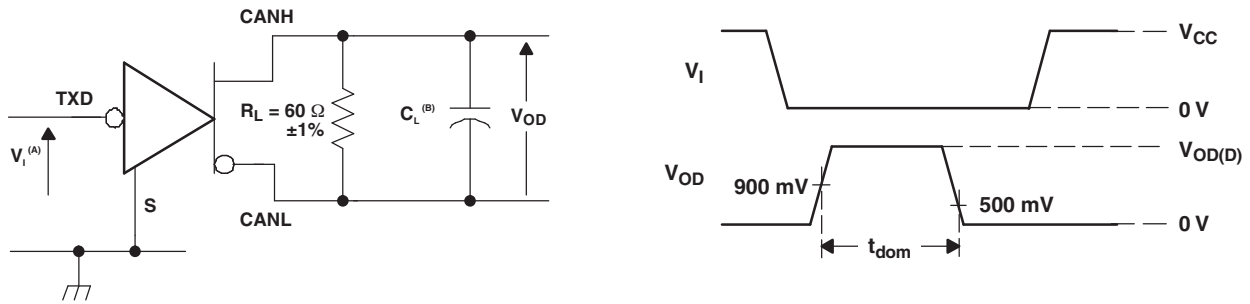 CANH
TXD
R_L = 60 Ω
±1%
C_L (B)
V_OD
V_I (A)
S
CANL
V_I
V_CC
0 V
V_OD
900 mV
V_OD(D)
500 mV
0 V
t_dom